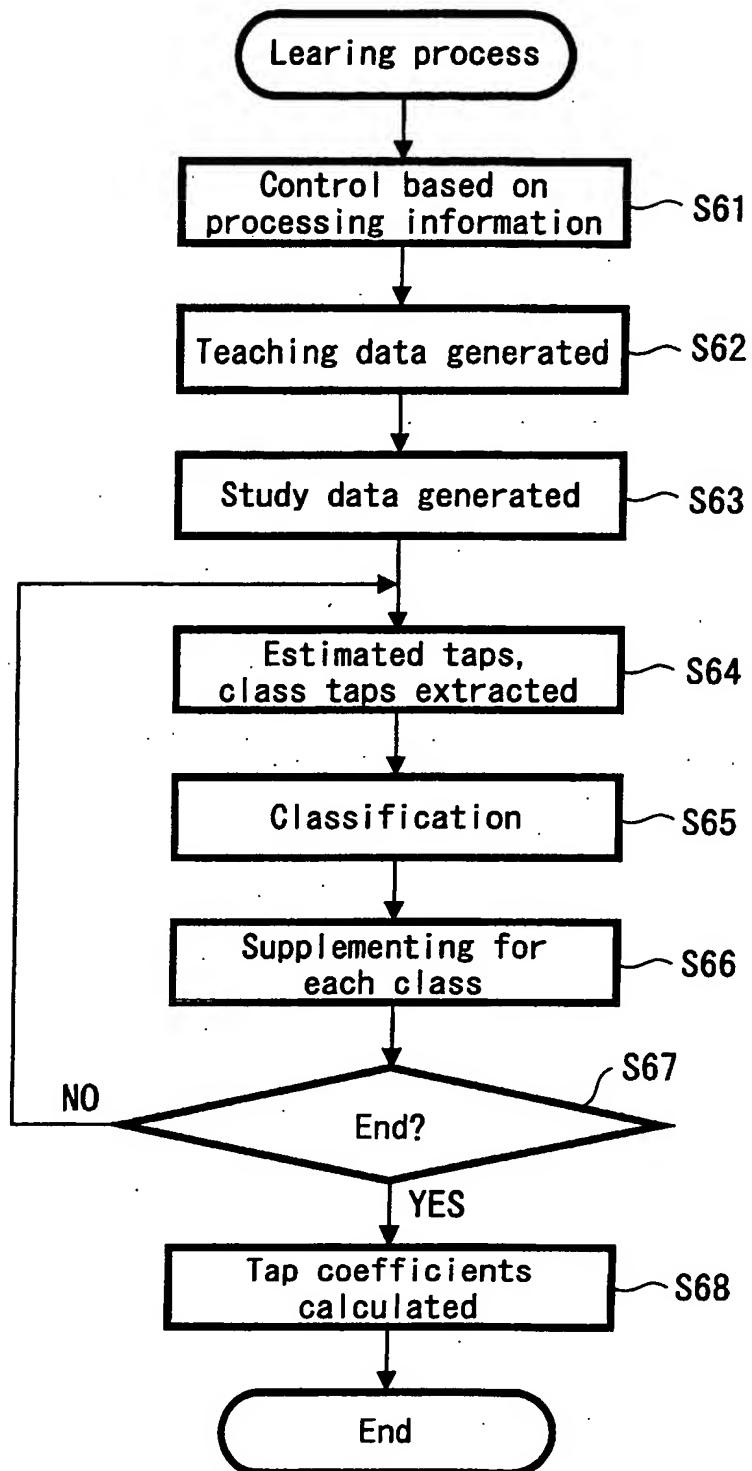 Learing process
Control based on
processing information
S61
Teaching data generated
S62
Study data generated
S63
Estimated taps,
class taps extracted
S64
Classification
S65
Supplementing for
each class
S66
S67
NO
End?
YES
Tap coefficients
calculated
S68
End